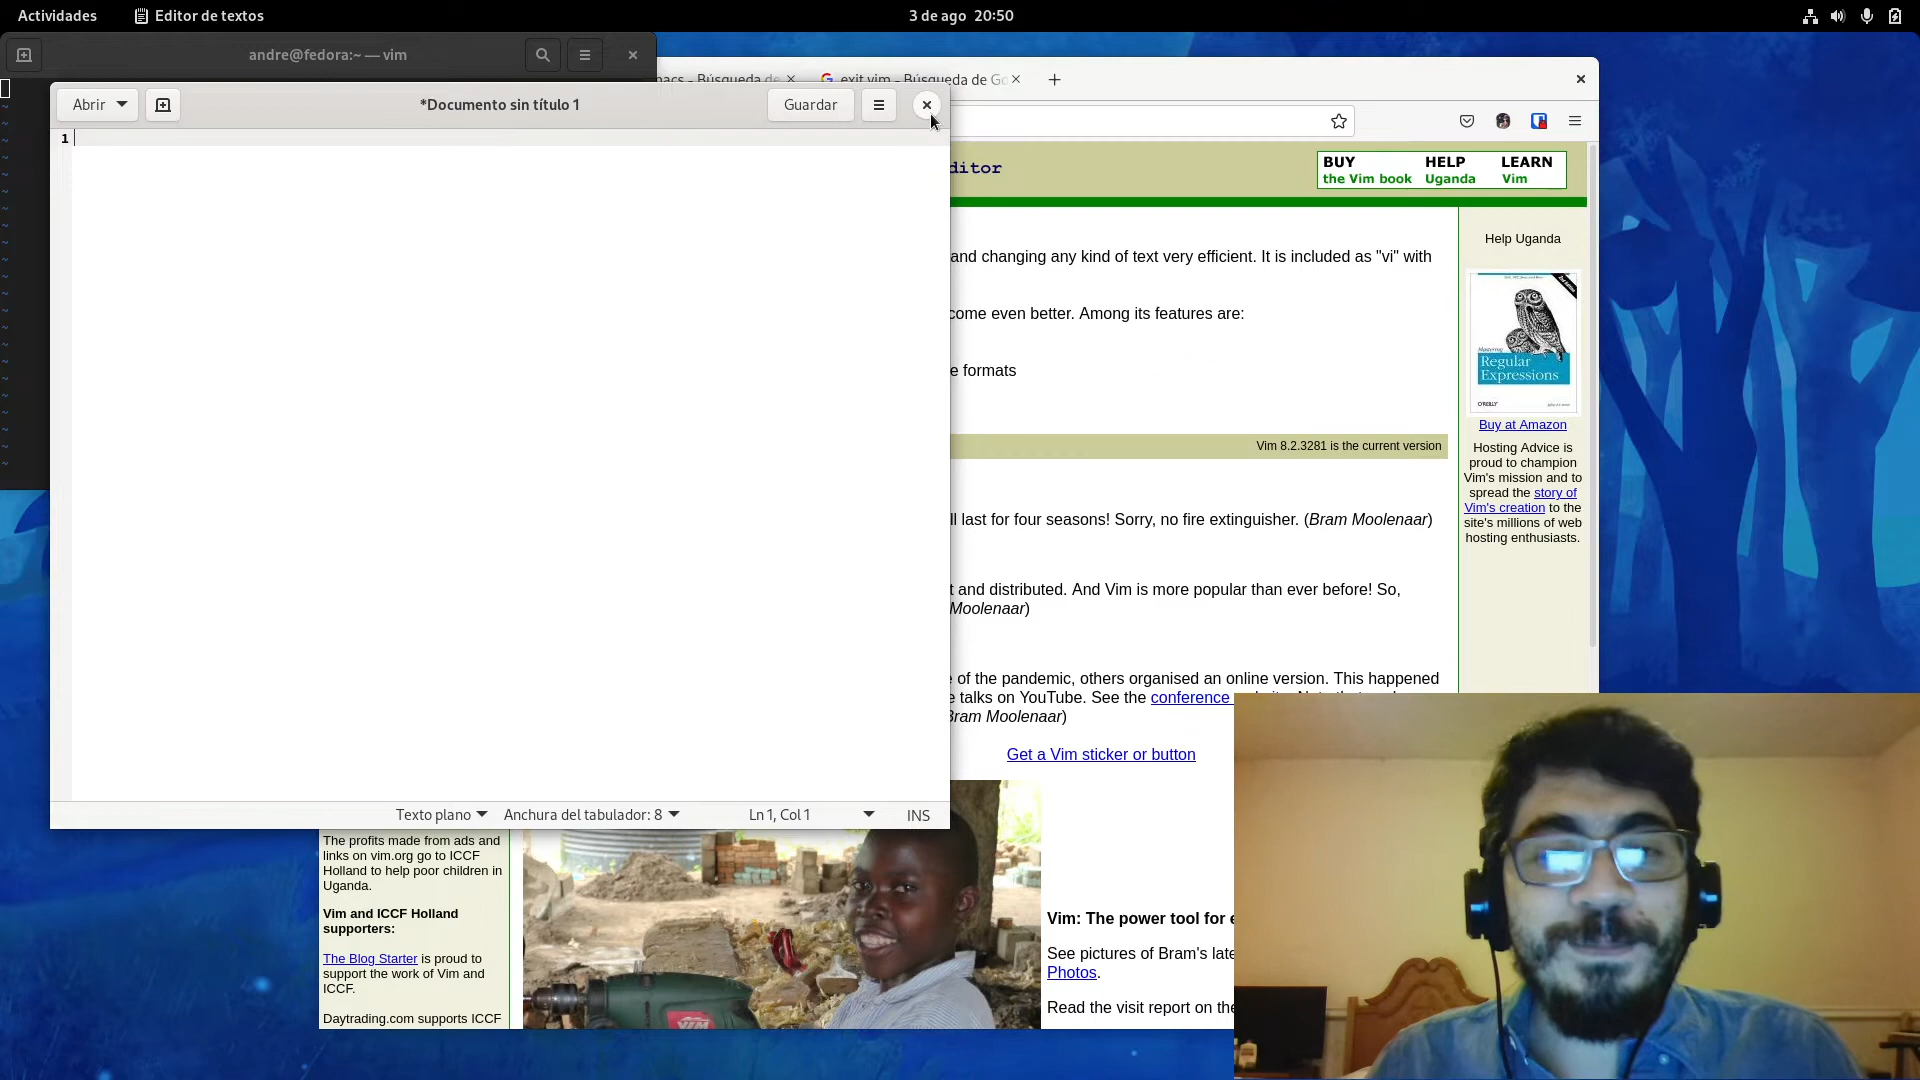 Actividades
Editor de textos
3 de ago 20:50
andre@fedora:~ — vim
Búsqueda de
exit vim - Búsqueda de Go
Abrir
*Documento sin título 1
Guardar
1
BUY
the Vim book
HELP
Uganda
LEARN
Vim
and changing any kind of text very efficient. It is included as "vi" with
come even better. Among its features are:
formats
Vim 8.2.3281 is the current version
last for four seasons! Sorry, no fire extinguisher. (Bram Moolenaar)
and distributed. And Vim is more popular than ever before! So,
Moolenaar)
of the pandemic, others organised an online version. This happened
talks on YouTube. See the conference
Bram Moolenaar)
Get a Vim sticker or button
Help Uganda
Mastering
Regular
Expressions
O'REILLY
Buy at Amazon
Hosting Advice is
proud to champion
Vim's mission and to
spread the story of
Vim's creation to the
site's millions of web
hosting enthusiasts.
Texto plano
Anchura del tabulador: 8
Ln 1, Col 1
INS
The profits made from ads and
links on vim.org go to ICCF
Holland to help poor children in
Uganda.
Vim and ICCF Holland
supporters:
The Blog Starter is proud to
support the work of Vim and
ICCF.
Daytrading.com supports ICCF
VIM
Vim: The power tool for
See pictures of Bram's late
Photos.
Read the visit report on the